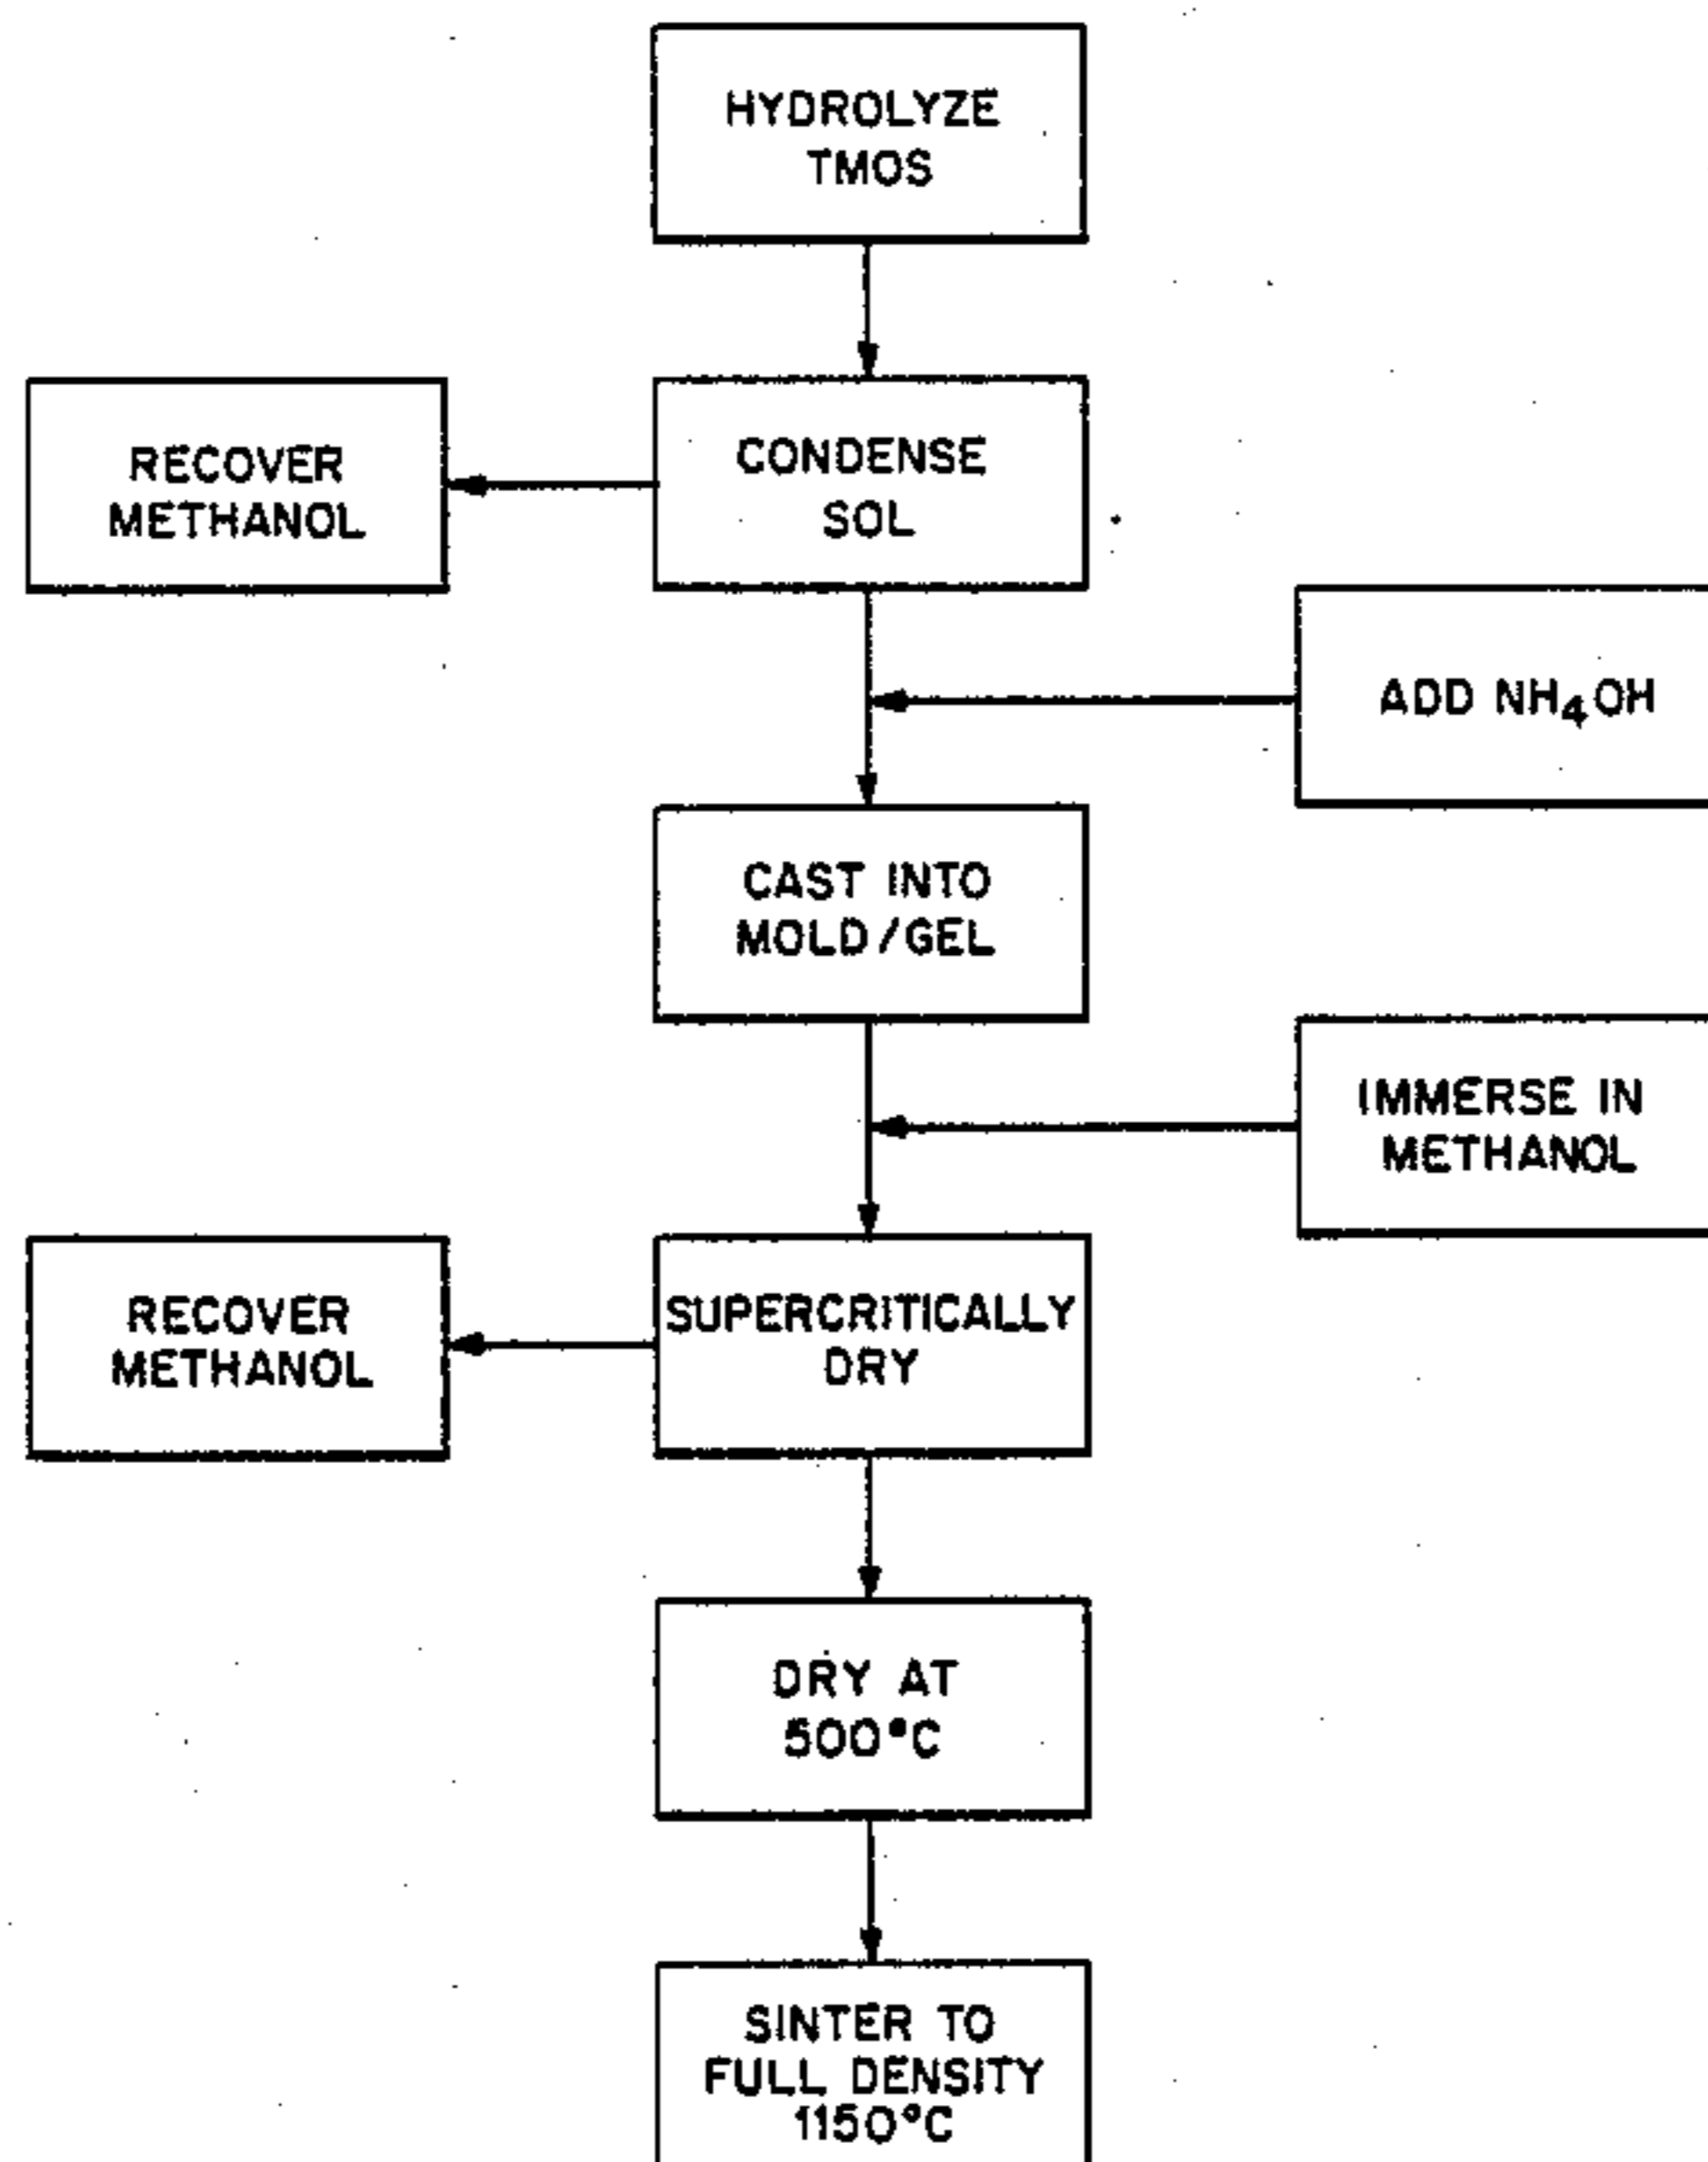 HYDROLYZE
TMOS
RECOVER
METHANOL
CONDENSE
SOL
ADD NH₄OH
CAST INTO
MOLD/GEL
IMMERSE IN
METHANOL
RECOVER
METHANOL
SUPERCRITICALLY
DRY
DRY AT
500°C
SINTER TO
FULL DENSITY
1150°C